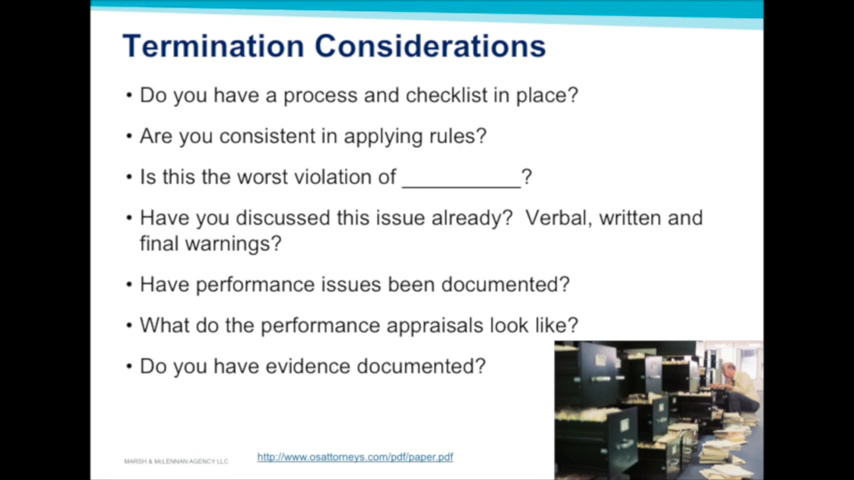 Termination Considerations
• Do you have a process and checklist in place?
• Are you consistent in applying rules?
• Is this the worst violation of ___________?
• Have you discussed this issue already?  Verbal, written and
final warnings?
• Have performance issues been documented?
• What do the performance appraisals look like?
• Do you have evidence documented?
MARSH & McLENNAN AGENCY LLC
http://www.osattorneys.com/pdf/paper.pdf